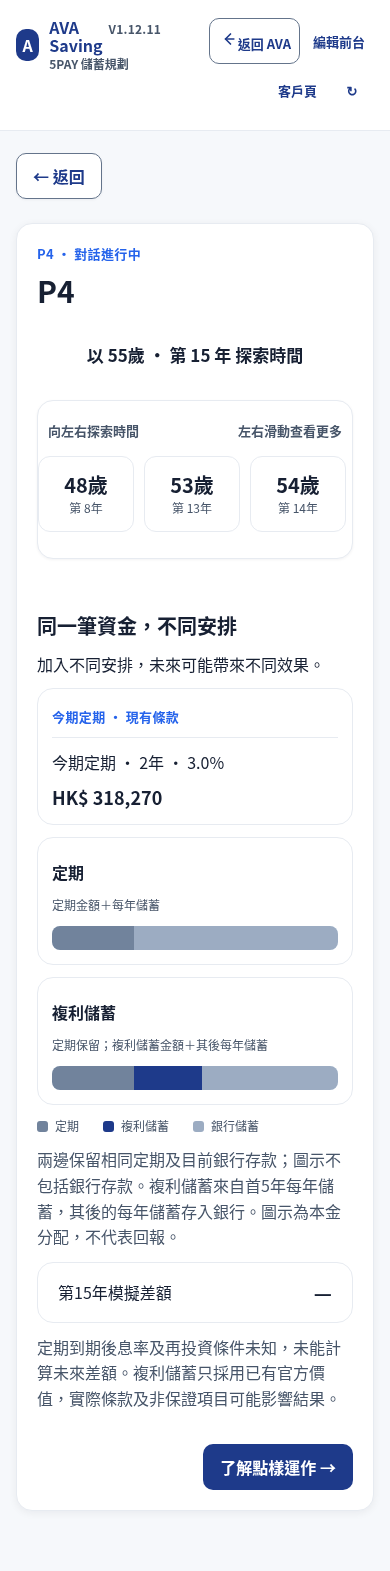 A
AVA Saving
V1.12.11
5PAY 儲蓄規劃
←返回 AVA
編輯前台
客戶頁
↻
← 返回
P4 · 對話進行中
P4
以 55歲 · 第 15 年 探索時間
向左右探索時間
左右滑動查看更多
48歲
第 8年
53歲
第 13年
54歲
第 14年
同一筆資金，不同安排
加入不同安排，未來可能帶來不同效果。
今期定期 · 現有條款
今期定期 · 2年 · 3.0%
HK$ 318,270
定期
定期金額＋每年儲蓄
複利儲蓄
定期保留；複利儲蓄金額＋其後每年儲蓄
定期
複利儲蓄
銀行儲蓄
兩邊保留相同定期及目前銀行存款；圖示不
包括銀行存款。複利儲蓄來自首5年每年儲
蓄，其後的每年儲蓄存入銀行。圖示為本金
分配，不代表回報。
第15年模擬差額
—
定期到期後息率及再投資條件未知，未能計
算未來差額。複利儲蓄只採用已有官方價
值，實際條款及非保證項目可能影響結果。
了解點樣運作 →